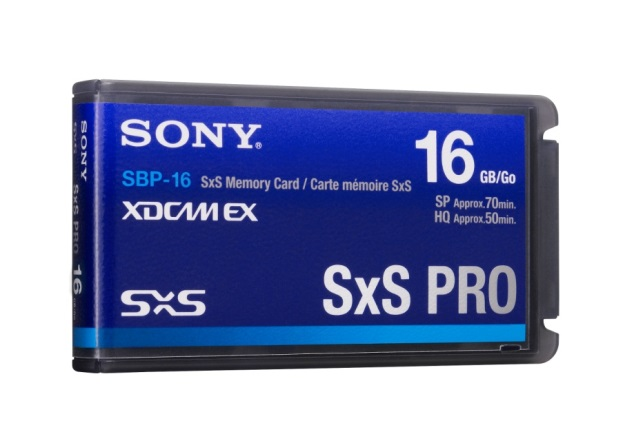 SONY®
16 GB/Go
SBP-16 SxS Memory Card / Carte mémoire SxS
SP Approx.70min.
HQ Approx.50min.
XDCAM EX
SxS
SxS PRO
SONY
SxS PRO
16